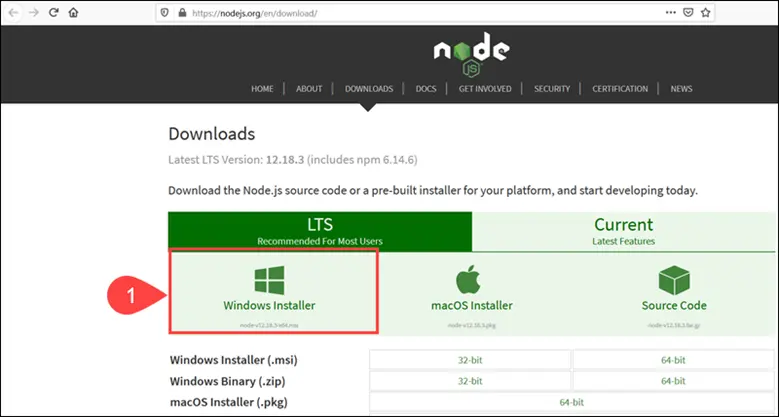 https://nodejs.org/en/download/
node
JS
HOME | ABOUT | DOWNLOADS | DOCS | GET INVOLVED | SECURITY | CERTIFICATION | NEWS
Downloads
Latest LTS Version: 12.18.3 (includes npm 6.14.6)
Download the Node.js source code or a pre-built installer for your platform, and start developing today.
LTS
Recommended For Most Users
Current
Latest Features
1
Windows Installer
node-v12.18.3-x64.msi
macOS Installer
node-v12.18.3.pkg
Source Code
node-v12.18.3.tar.gz
Windows Installer (.msi) 32-bit 64-bit
Windows Binary (.zip) 32-bit 64-bit
macOS Installer (.pkg) 64-bit